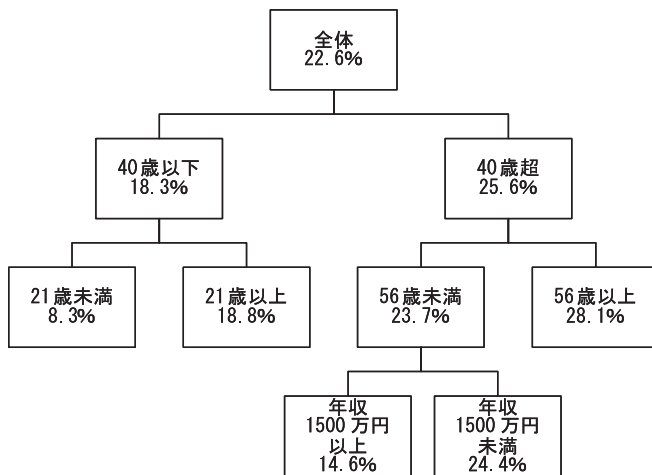 全体
22.6%
40歳以下
18.3%
40歳超
25.6%
21歳未満
8.3%
21歳以上
18.8%
56歳未満
23.7%
56歳以上
28.1%
年収
1500万円
以上
14.6%
年収
1500万円
未満
24.4%